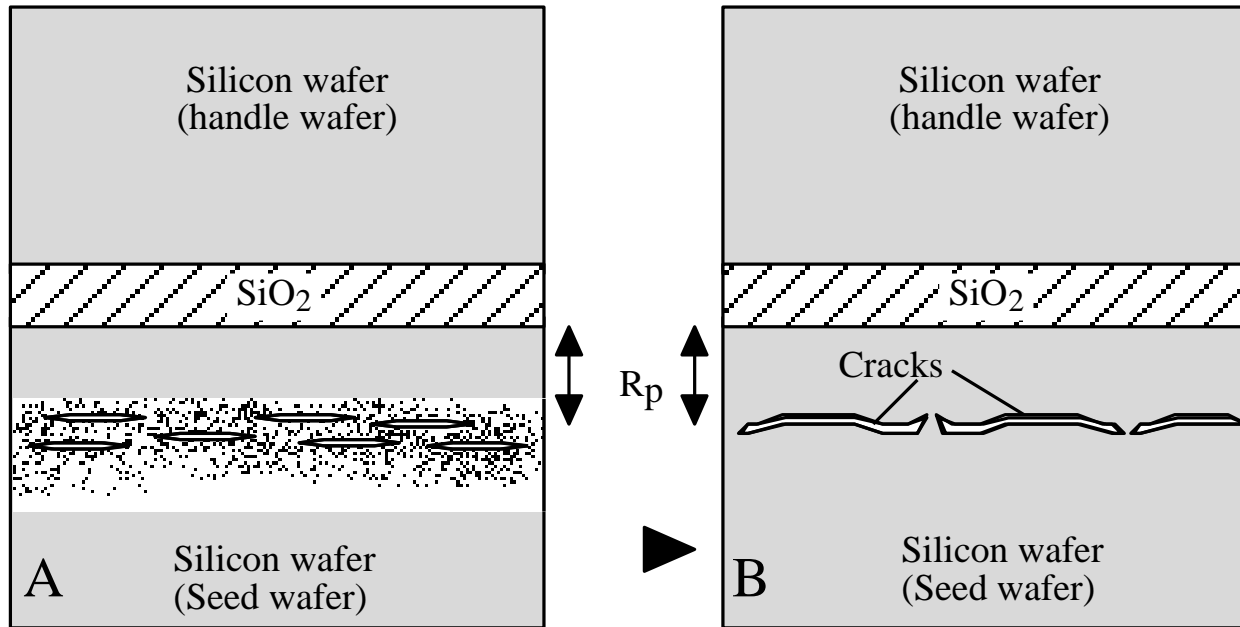 Silicon wafer
(handle wafer)
SiO2
Rp
Silicon wafer
(Seed wafer)
A
Silicon wafer
(handle wafer)
SiO2
Cracks
Silicon wafer
(Seed wafer)
B